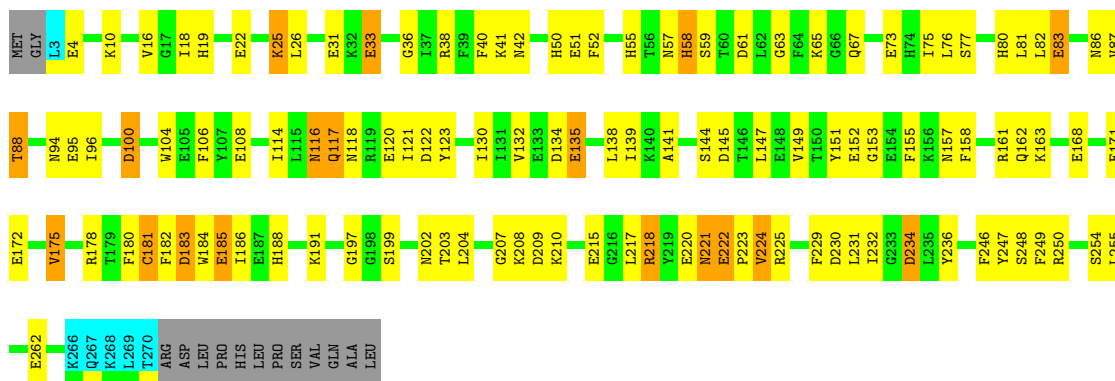 MET GLY L3 E4 K10 V16 G17 I18 H19 E22 K25 L26 E31 K32 E33 G36 I37 R38 F39 F40 K41 N42 H50 E51 F52 H55 T56 N57 H58 S59 T60 D61 L62 G63 F64 K65 G66 Q67 E73 H74 I75 L76 S77 H80 L81 L82 E83 N86
T88 N94 E95 I96 D100 W104 E105 F106 Y107 E108 I114 L115 N116 Q117 N118 R119 E120 I121 D122 Y123 I130 I131 V132 E133 D134 E135 L138 I139 K140 A141 S144 D145 T146 L147 E148 V149 T150 Y151 E152 G153 E154 F155 K156 N157 F158 R161 Q162 K163 E168
E172 V175 R178 T179 F180 C181 F182 D183 W184 E185 I186 E187 H188 K191 G197 G198 S199 N202 T203 L204 G207 K208 D209 K210 E215 G216 L217 R218 Y219 E220 N221 E222 P223 V224 R225 F229 D230 L231 I232 G233 D234 L235 Y236 F246 Y247 S248 F249 R250 S254
E262 K266 Q267 K268 L269 T270 ARG ASP LEU PRO HIS LEU PRO SER VAL GLN ALA LEU